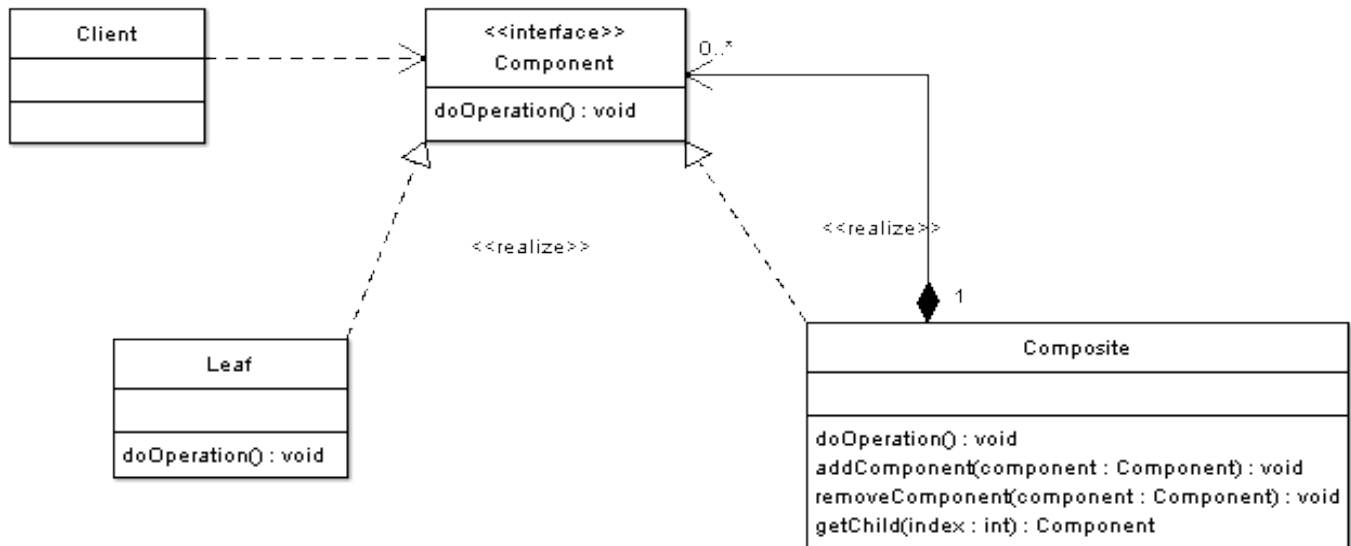 Client
<<interface>>
Component
doOperation() : void
0..*
<<realize>>
<<realize>>
1
Leaf
doOperation() : void
Composite
doOperation() : void
addComponent(component : Component) : void
removeComponent(component : Component) : void
getChild(index : int) : Component